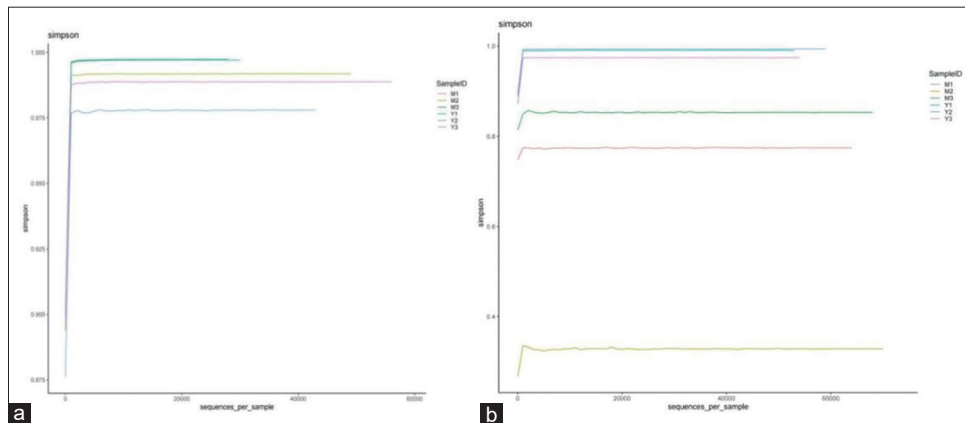 simpson
1.000
0.975
0.950
0.925
0.900
0.875
simpson
0
20000
40000
60000
sequences_per_sample
SampleID
M1
M2
M3
Y1
Y2
Y3
a
simpson
1.0
0.8
0.6
0.4
simpson
0
20000
40000
60000
sequences_per_sample
SampleID
M1
M2
M3
Y1
Y2
Y3
b